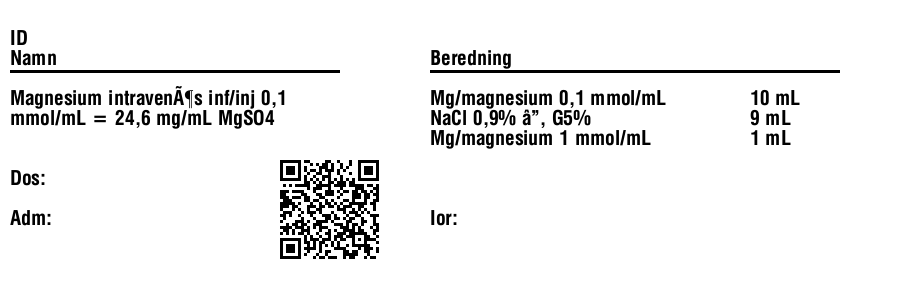 ID
Namn
Beredning
Magnesium intravenÃ¶s inf/inj 0,1
mmol/mL = 24,6 mg/mL MgSO4
Mg/magnesium 0,1 mmol/mL 10 mL
NaCl 0,9% â”, G5% 9 mL
Mg/magnesium 1 mmol/mL 1 mL
Dos:
Adm:
Ior: